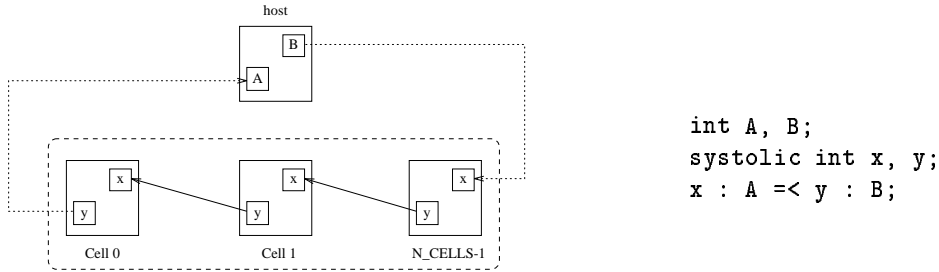 host
B
A
x
x
x
y
y
y
Cell 0
Cell 1
N_CELLS-1
int A, B;
systolic int x, y;
x : A =< y : B;